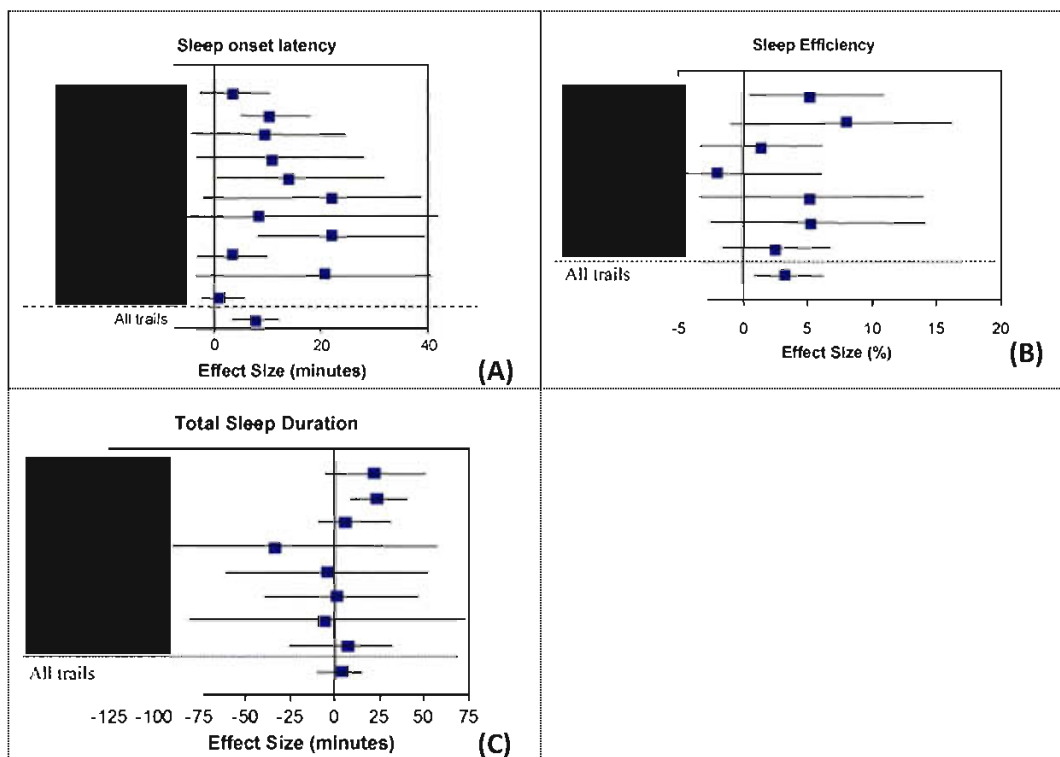 Sleep onset latency
All trails
0 20 40
Effect Size (minutes)
(A)
Sleep Efficiency
All trails
-5 0 5 10 15 20
Effect Size (%)
(B)
Total Sleep Duration
All trails
-125 -100 -75 -50 -25 0 25 50 75
Effect Size (minutes)
(C)